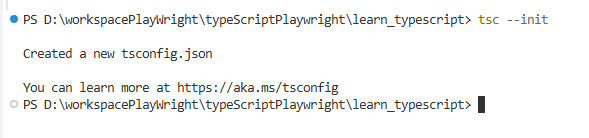 PS D:\workspacePlayWright\typeScriptPlaywright\learn_typescript> tsc --init
Created a new tsconfig.json
You can learn more at https://aka.ms/tsconfig
PS D:\workspacePlayWright\typeScriptPlaywright\learn_typescript>